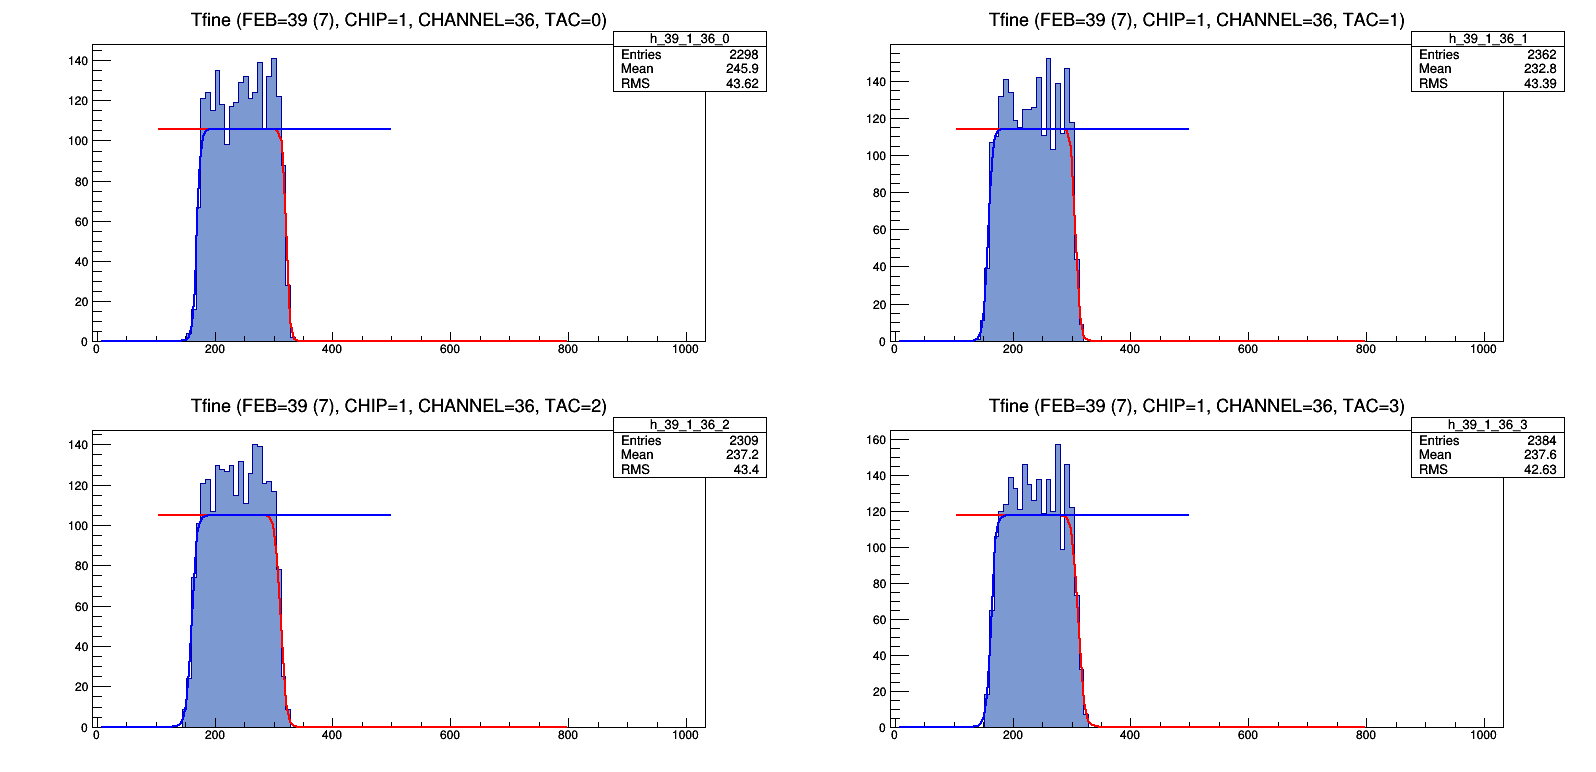 Tfine (FEB=39 (7), CHIP=1, CHANNEL=36, TAC=0)
h_39_1_36_0
Entries 2298
Mean 245.9
RMS 43.62
140
120
100
80
60
40
20
0
0 200 400 600 800 1000
Tfine (FEB=39 (7), CHIP=1, CHANNEL=36, TAC=1)
h_39_1_36_1
Entries 2362
Mean 232.8
RMS 43.39
140
120
100
80
60
40
20
0
0 200 400 600 800 1000
Tfine (FEB=39 (7), CHIP=1, CHANNEL=36, TAC=2)
h_39_1_36_2
Entries 2309
Mean 237.2
RMS 43.4
140
120
100
80
60
40
20
0
0 200 400 600 800 1000
Tfine (FEB=39 (7), CHIP=1, CHANNEL=36, TAC=3)
h_39_1_36_3
Entries 2384
Mean 237.6
RMS 42.63
160
140
120
100
80
60
40
20
0
0 200 400 600 800 1000